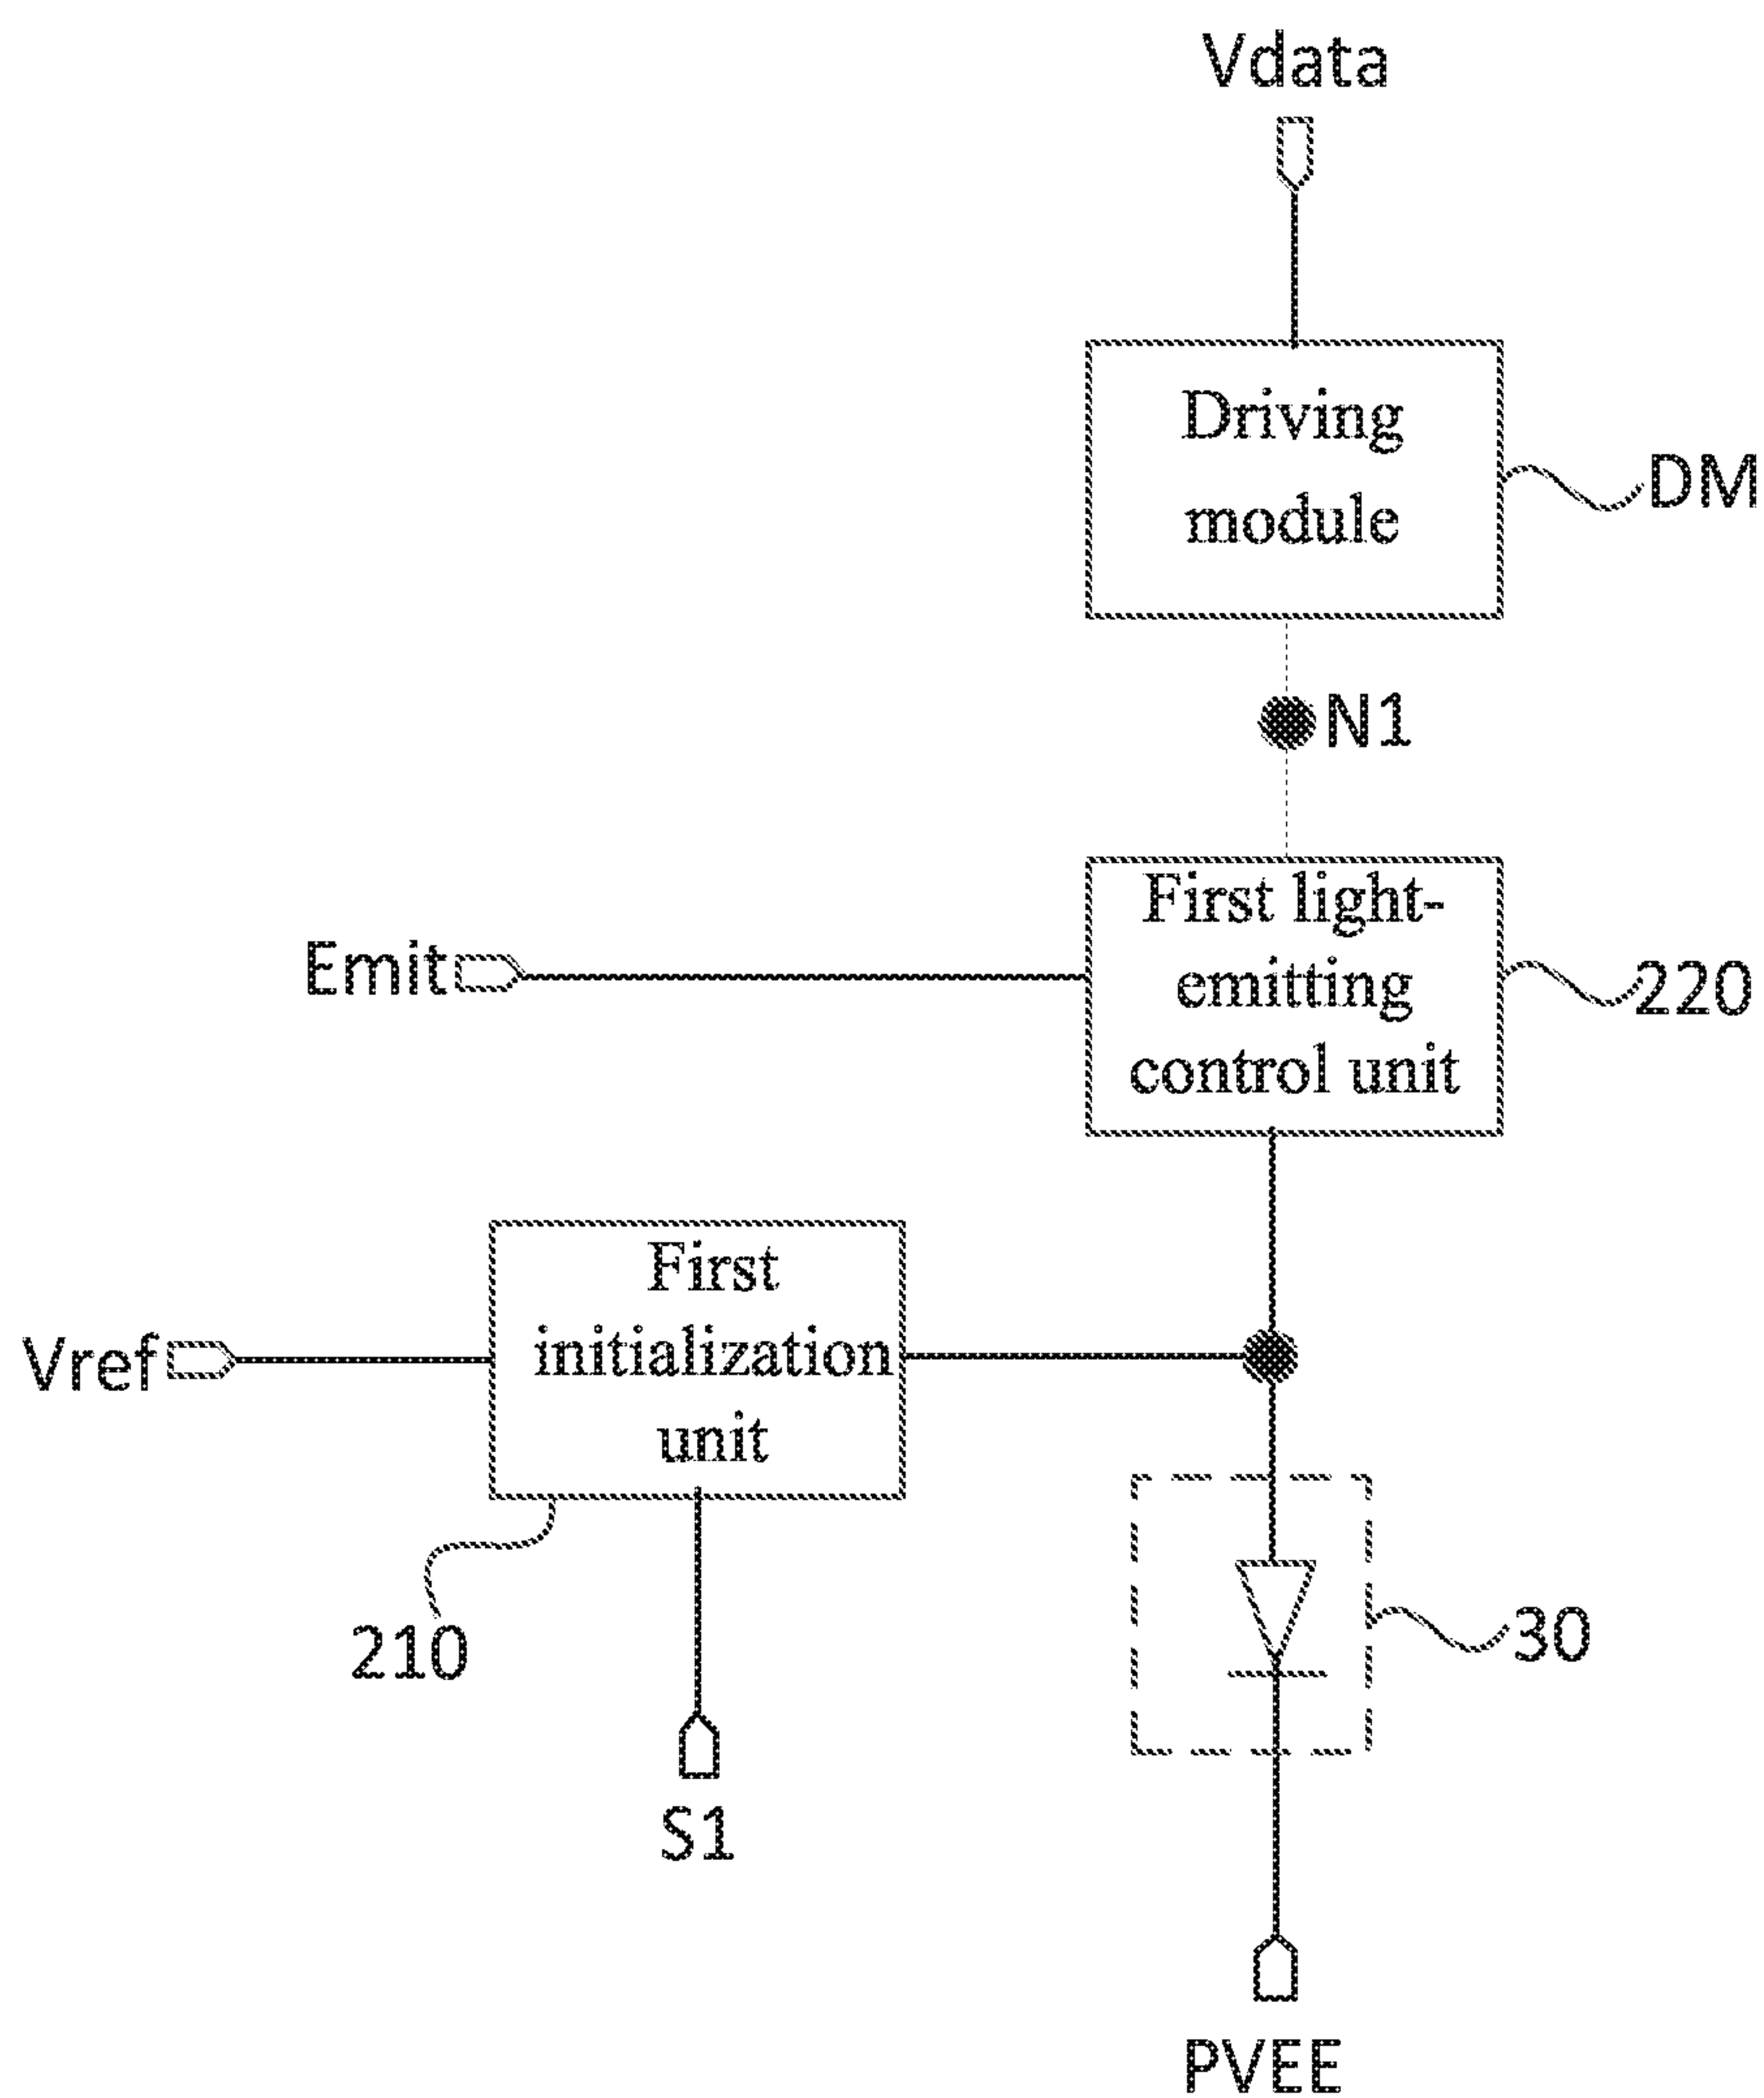 Vdata
Driving
module
DM
N1
First light-
emitting
control unit
Emit
220
First
initialization
unit
Vref
210
30
S1
PVEE